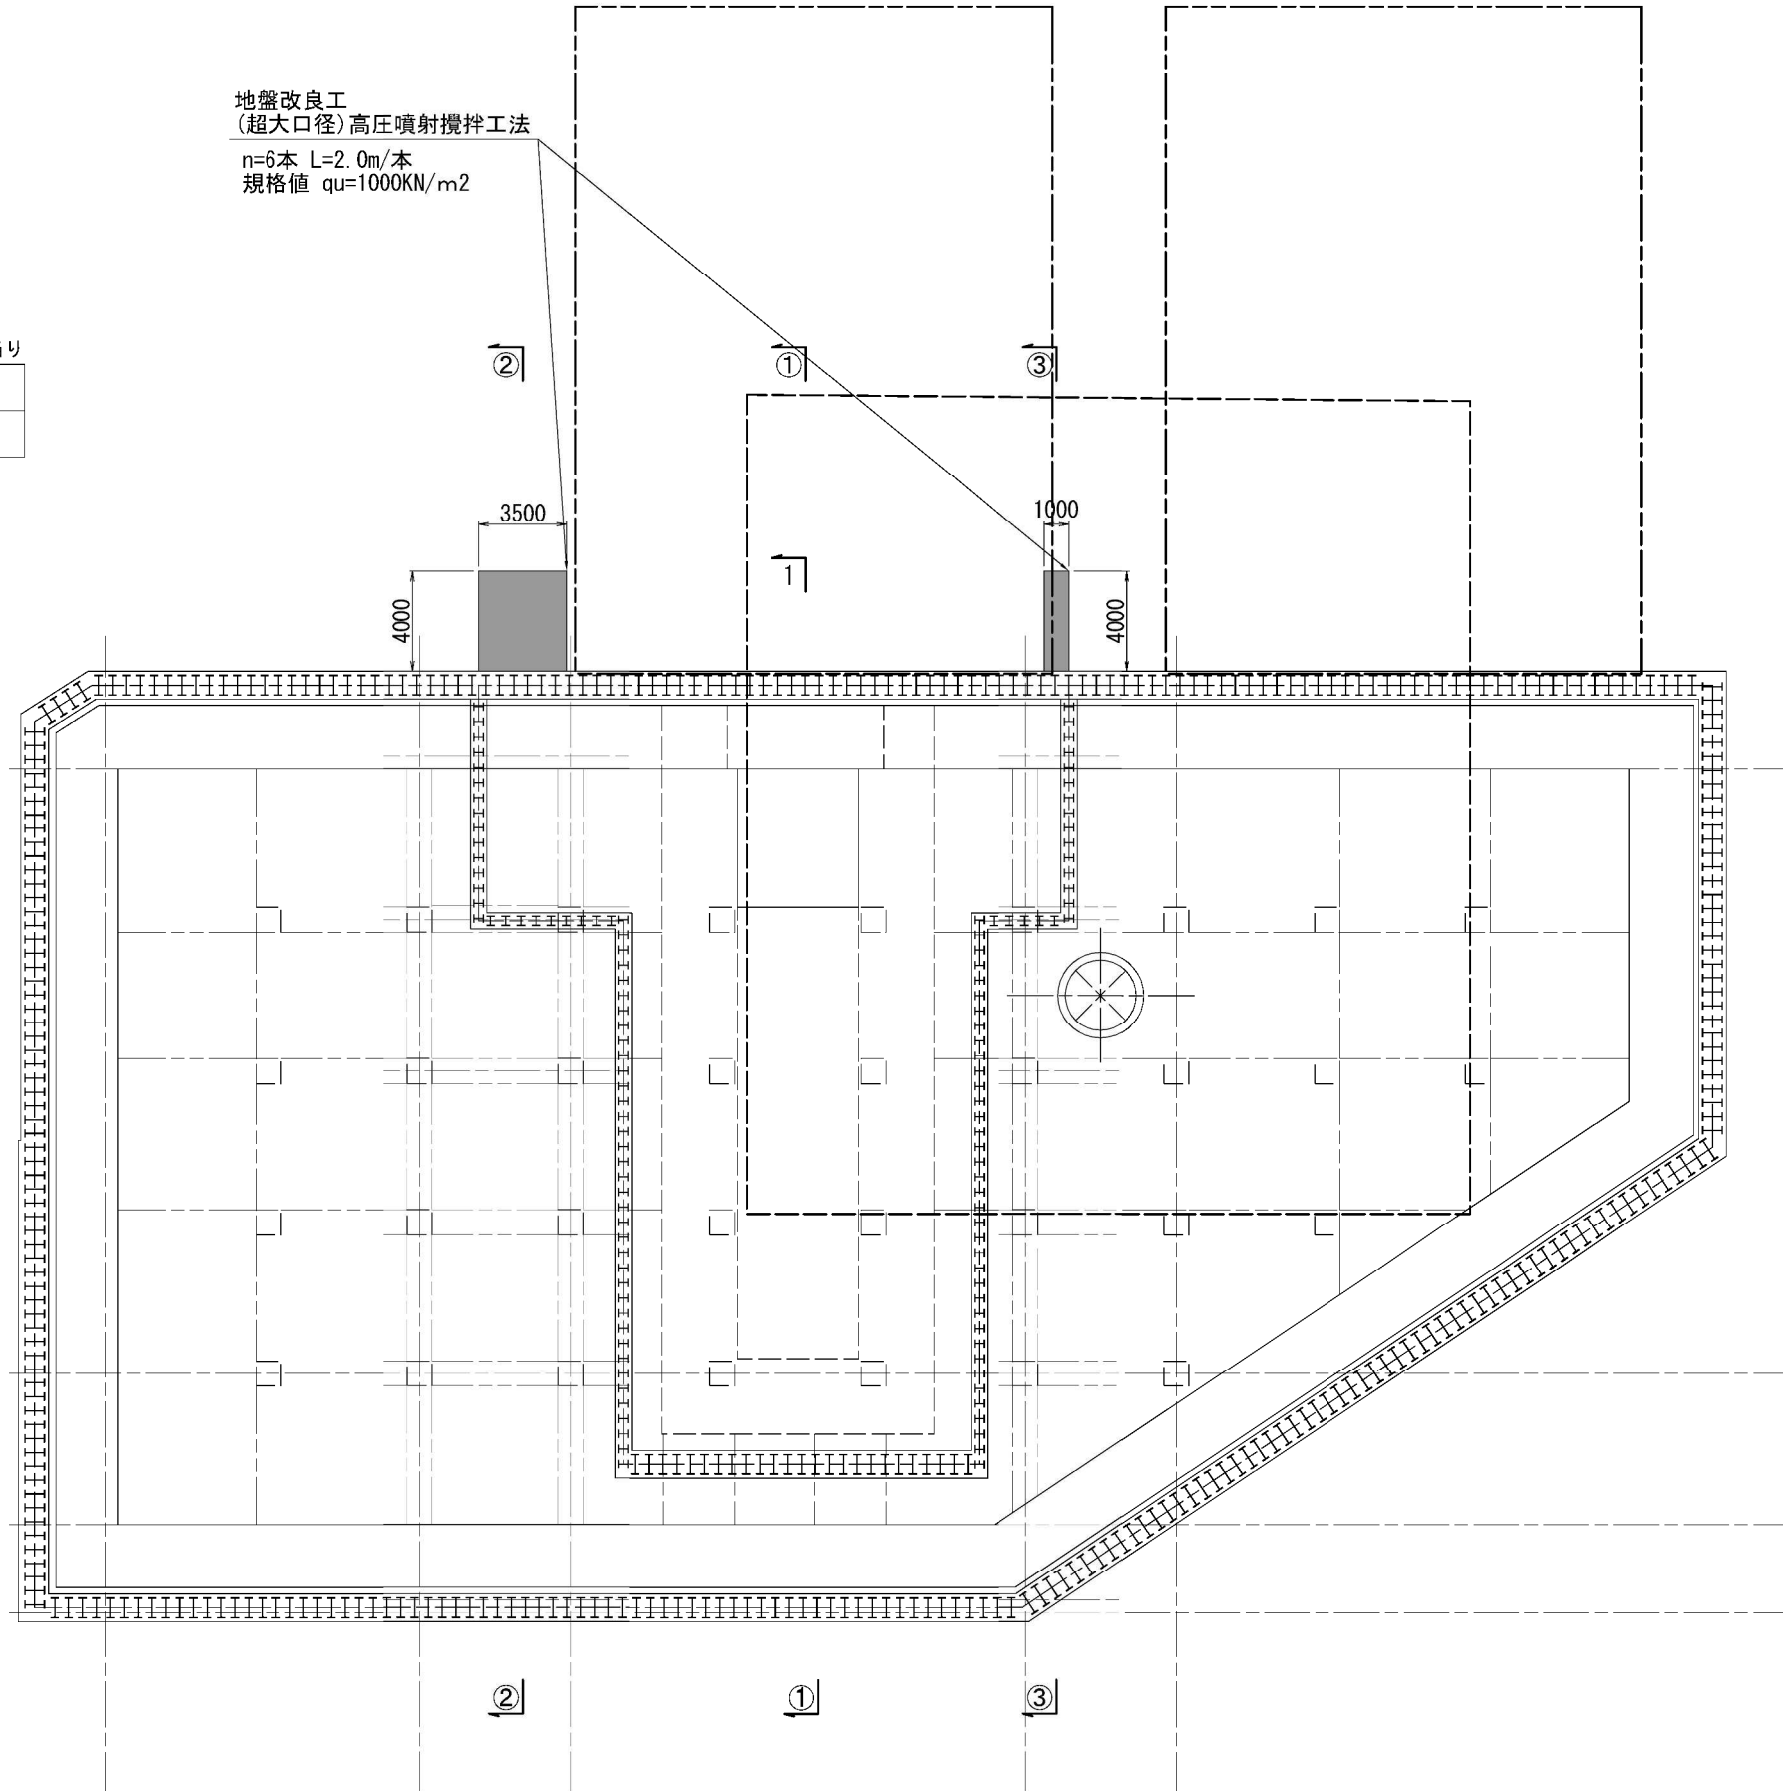 地盤改良工
(超大口径)高圧噴射攪拌工法
n=6本 L=2.0m/本
規格値 qu=1000KN/m2
り
② ① ③
3500
1000
1
4000
4000
② ① ③